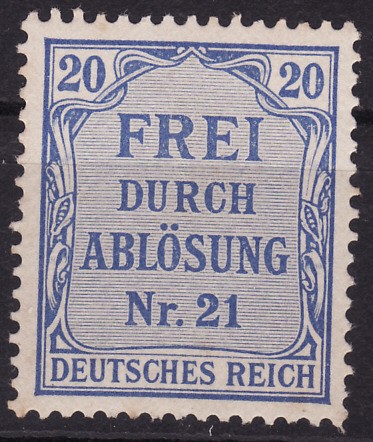 20 20
FREI
DURCH
ABLÖSUNG
Nr. 21
DEUTSCHES REICH